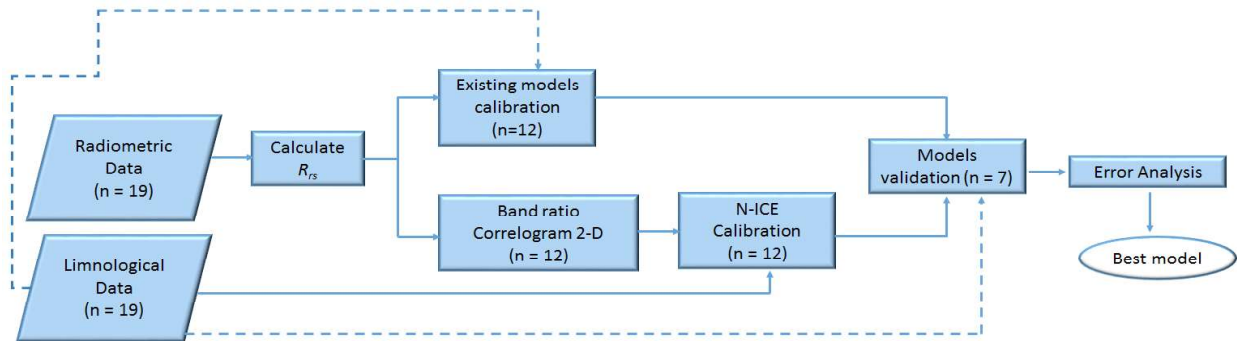 Radiometric
Data
(n = 19)
Calculate
Rrs
Existing models
calibration
(n=12)
Band ratio
Correlogram 2-D
(n = 12)
N-ICE
Calibration
(n = 12)
Models
validation (n = 7)
Error Analysis
Best model
Limnological
Data
(n = 19)